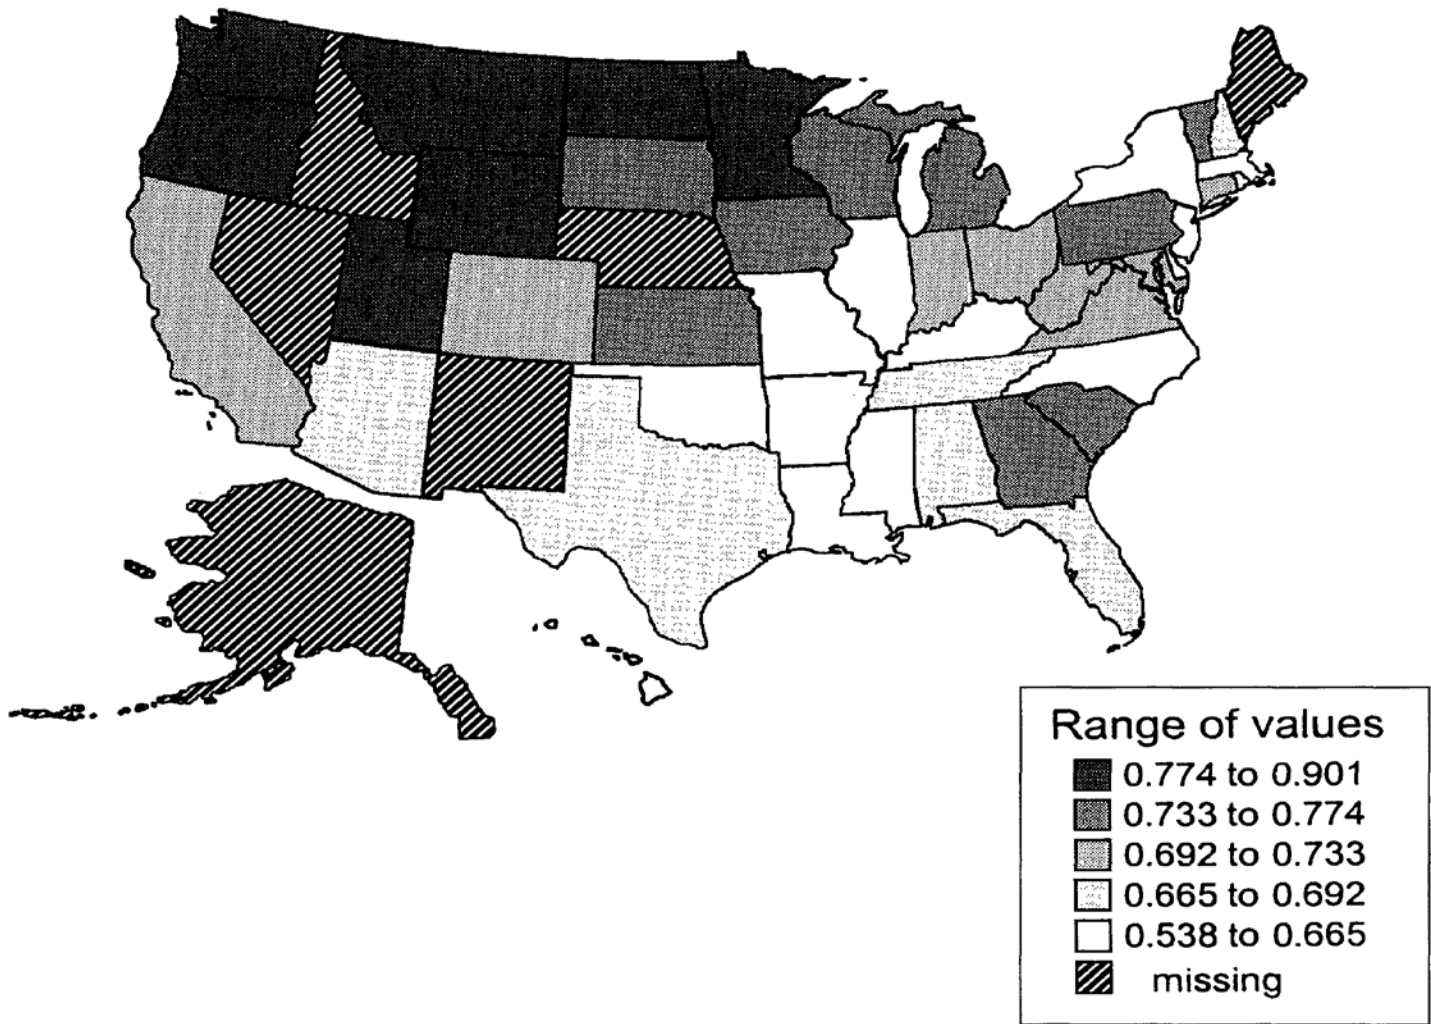 Range of values
0.774 to 0.901
0.733 to 0.774
0.692 to 0.733
0.665 to 0.692
0.538 to 0.665
missing